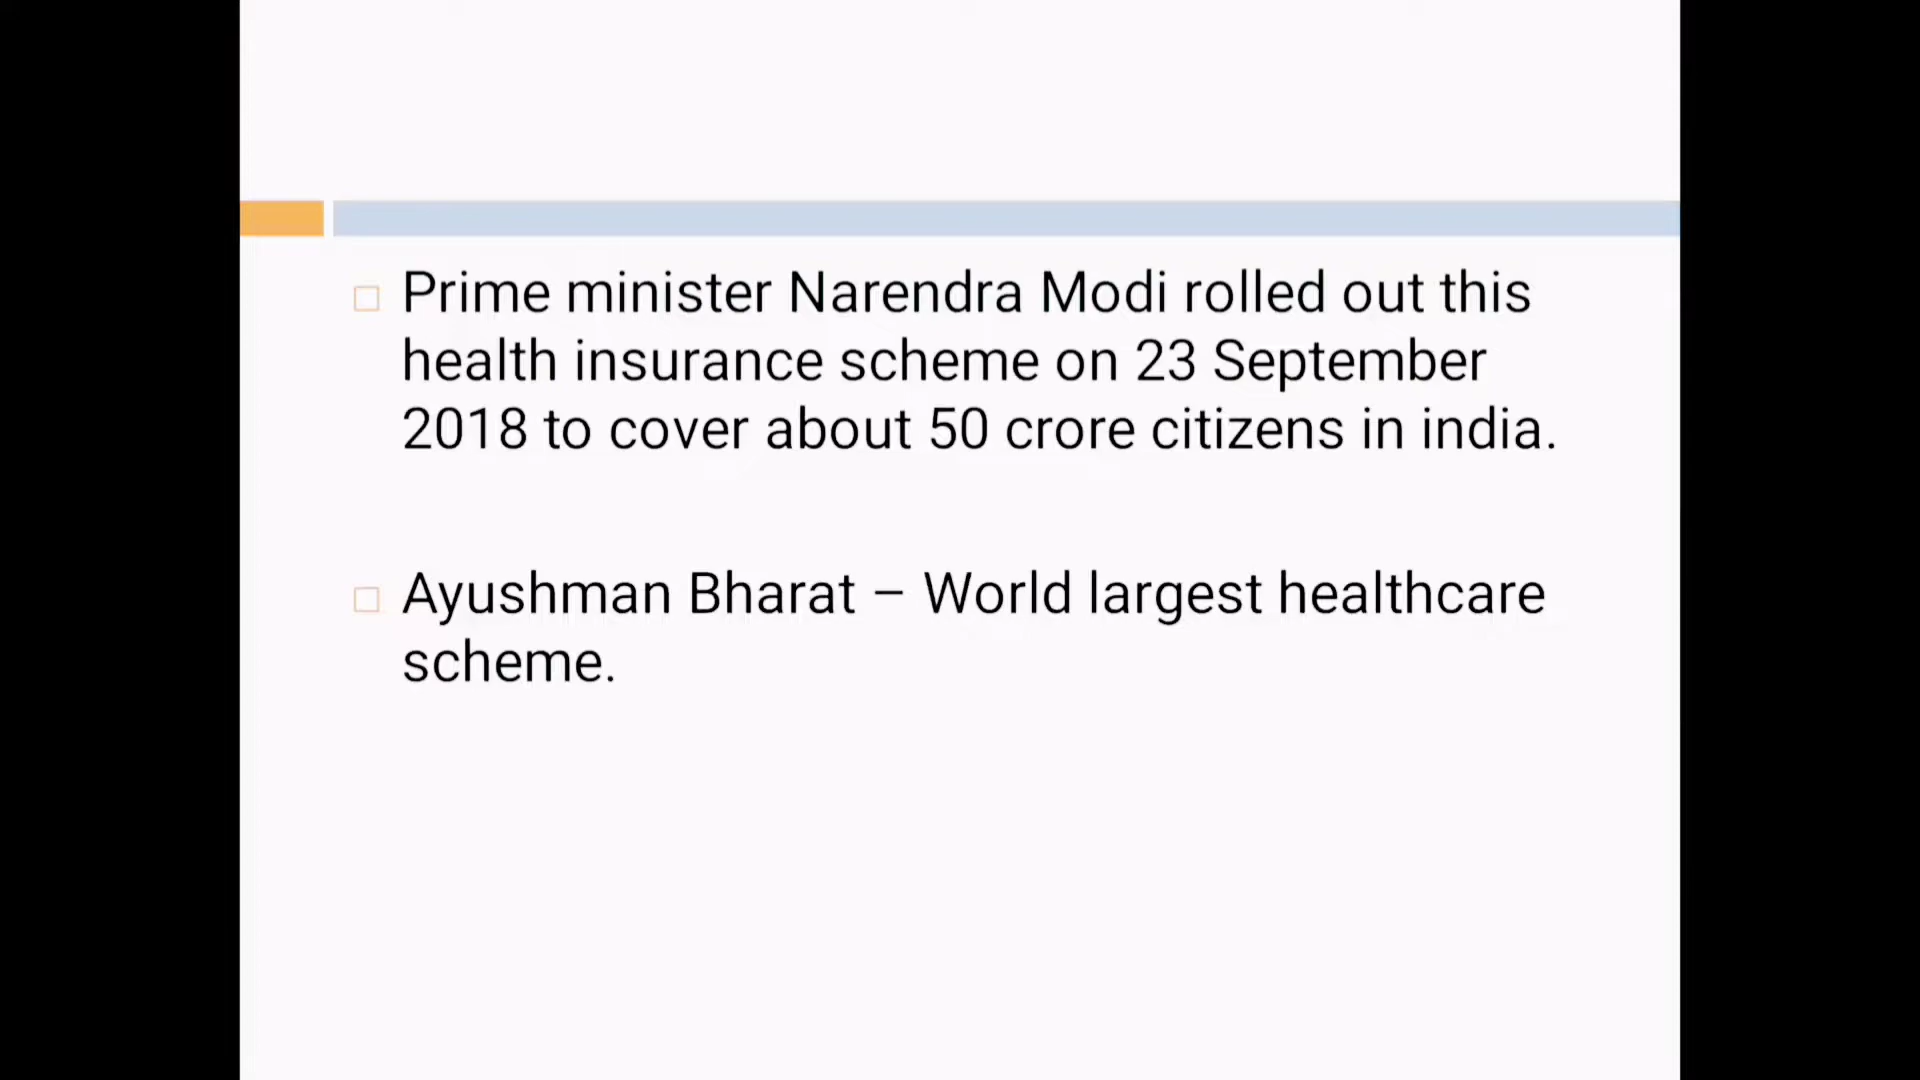 Prime minister Narendra Modi rolled out this
health insurance scheme on 23 September
2018 to cover about 50 crore citizens in india.
Ayushman Bharat – World largest healthcare
scheme.